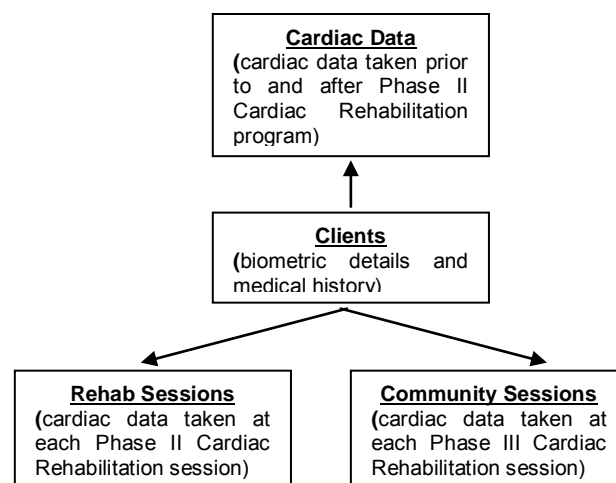 Cardiac Data
(cardiac data taken prior
to and after Phase II
Cardiac Rehabilitation
program)
Clients
(biometric details and
medical history)
Rehab Sessions
(cardiac data taken at
each Phase II Cardiac
Rehabilitation session)
Community Sessions
(cardiac data taken at
each Phase III Cardiac
Rehabilitation session)